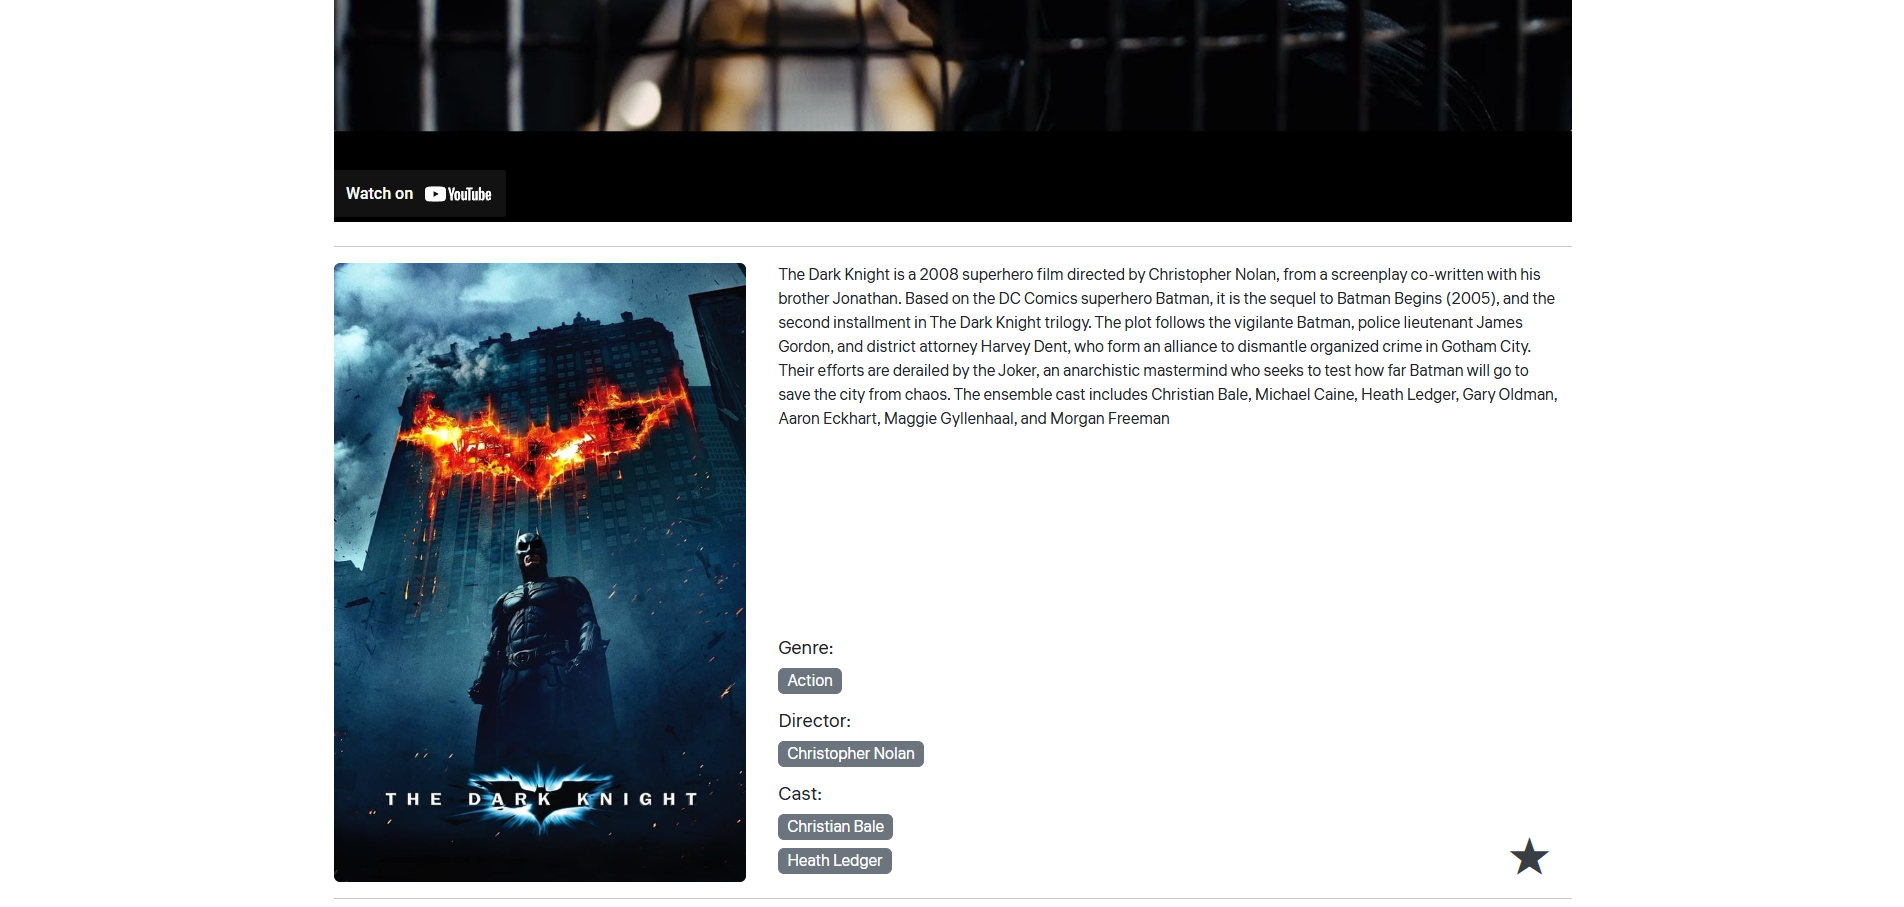 Watch on YouTube
The Dark Knight is a 2008 superhero film directed by Christopher Nolan, from a screenplay co-written with his
brother Jonathan. Based on the DC Comics superhero Batman, it is the sequel to Batman Begins (2005), and the
second installment in The Dark Knight trilogy. The plot follows the vigilante Batman, police lieutenant James
Gordon, and district attorney Harvey Dent, who form an alliance to dismantle organized crime in Gotham City.
Their efforts are derailed by the Joker, an anarchistic mastermind who seeks to test how far Batman will go to
save the city from chaos. The ensemble cast includes Christian Bale, Michael Caine, Heath Ledger, Gary Oldman,
Aaron Eckhart, Maggie Gyllenhaal, and Morgan Freeman
Genre:
Action
Director:
Christopher Nolan
Cast:
Christian Bale
Heath Ledger
THE DARK KNIGHT